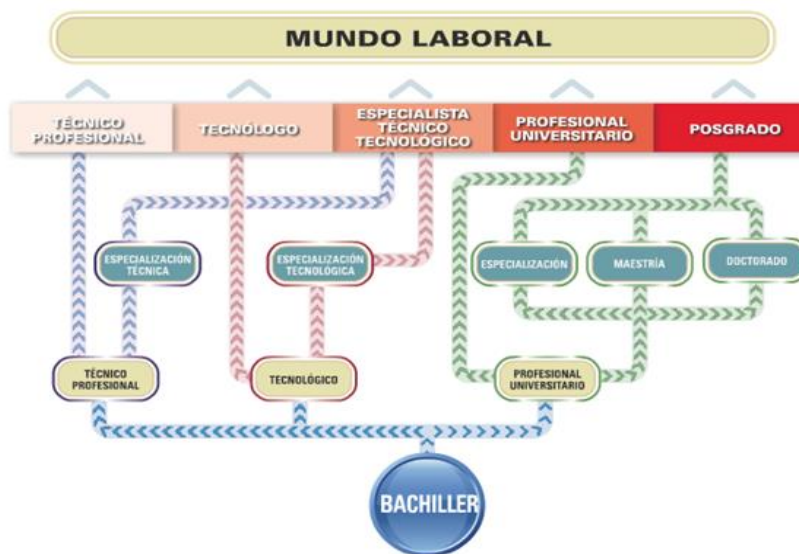 MUNDO LABORAL
TÉCNICO
PROFESIONAL
TECNÓLOGO
ESPECIALISTA
TÉCNICO
TECNOLÓGICO
PROFESIONAL
UNIVERSITARIO
POSGRADO
ESPECIALIZACIÓN
TÉCNICA
ESPECIALIZACIÓN
TECNOLÓGICA
ESPECIALIZACIÓN
MAESTRÍA
DOCTORADO
TÉCNICO
PROFESIONAL
TECNOLÓGICO
PROFESIONAL
UNIVERSITARIO
BACHILLER